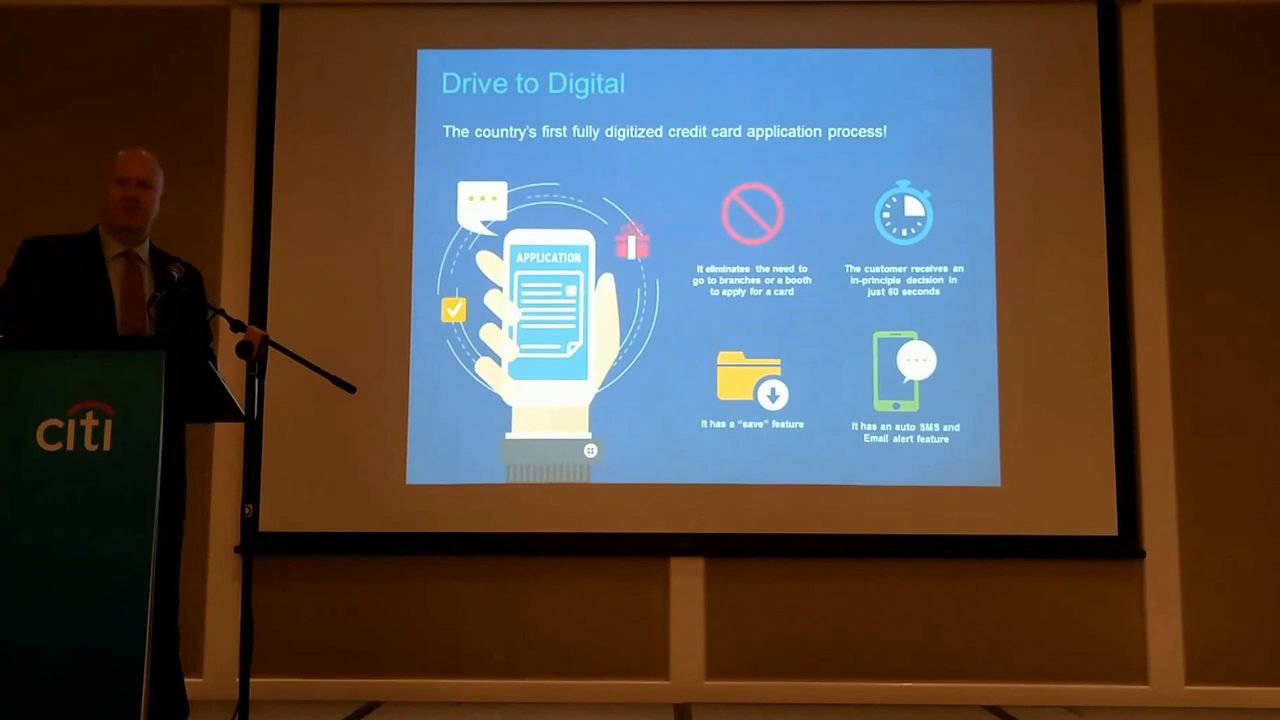 Drive to Digital
The country's first fully digitized credit card application process!
APPLICATION
It eliminates the need to
go to branches or a booth
to apply for a card
The customer receives an
in-principle decision in
just 60 seconds
It has a "save" feature
It has an auto SMS and
Email alert feature
citi